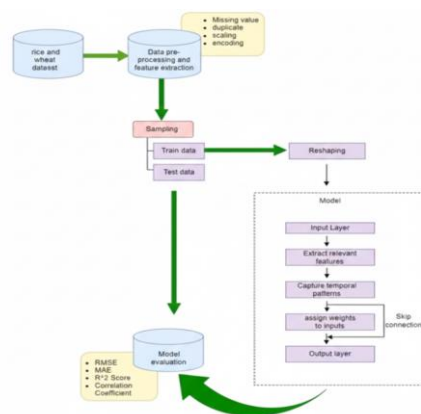 rice and
wheat
dataset
Data pre-
processing and
feature extraction
• Missing value
• duplicate
• scaling
• encoding
Sampling
Train data
Test data
Reshaping
Model
Input Layer
Extract relevant
features
Capture temporal
patterns
assign weights
to inputs
Skip
connection
Output layer
Model
evaluation
• RMSE
• MAE
• R^2 Score
• Correlation
Coefficient